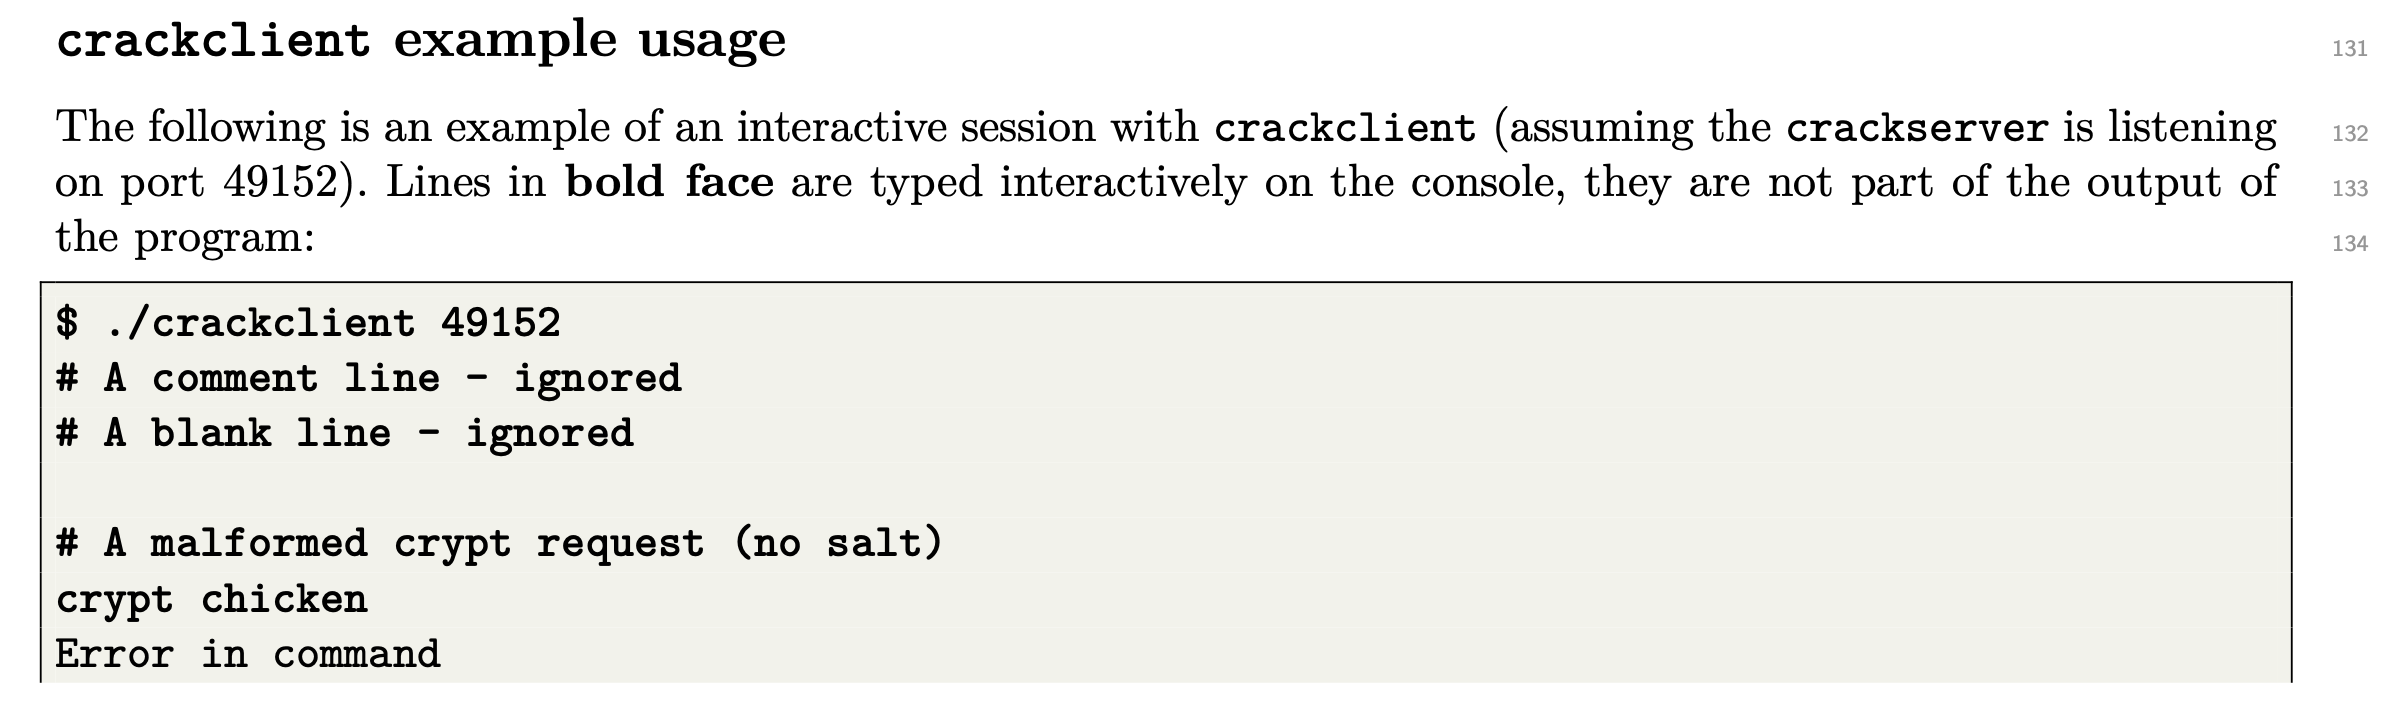 crackclient example usage 131
The following is an example of an interactive session with crackclient (assuming the crackserver is listening 132
on port 49152). Lines in bold face are typed interactively on the console, they are not part of the output of 133
the program: 134
$ ./crackclient 49152
# A comment line - ignored
# A blank line - ignored
# A malformed crypt request (no salt)
crypt chicken
Error in command